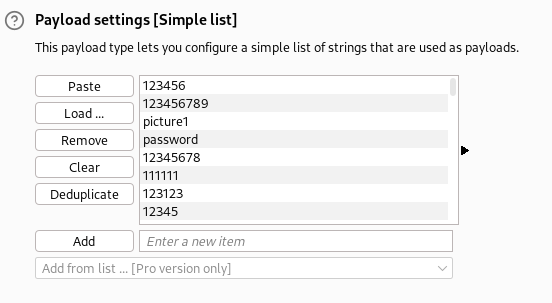 Payload settings [Simple list]
This payload type lets you configure a simple list of strings that are used as payloads.
Paste
Load ...
Remove
Clear
Deduplicate
123456
123456789
picture1
password
12345678
111111
123123
12345
Add
Enter a new item
Add from list ... [Pro version only]